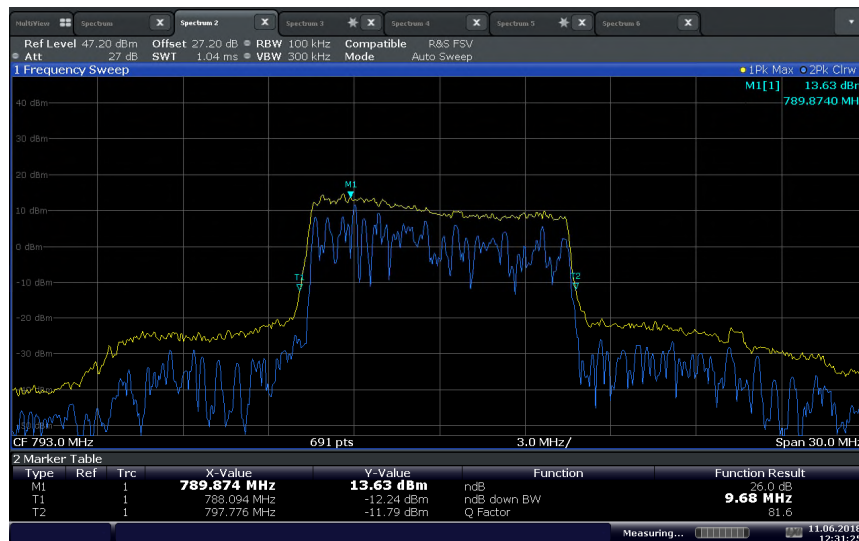 MultiView Spectrum X Spectrum 2 X Spectrum 3 X Spectrum 4 X Spectrum 5 X Spectrum 6 X
Ref Level 47.20 dBm Offset 27.20 dB RBW 100 kHz Compatible R&S FSV
Att 27 dB SWT 1.04 ms VBW 300 kHz Mode Auto Sweep
1 Frequency Sweep 1Pk Max 2Pk Clrw
M1[1] 13.63 dBm
789.8740 MH
40 dBm
30 dBm
20 dBm
M1
10 dBm
0 dBm
T1 T2
-10 dBm
-20 dBm
-30 dBm
CF 793.0 MHz 691 pts 3.0 MHz/ Span 30.0 MHz
2 Marker Table
Type Ref Trc X-Value Y-Value Function Function Result
M1 1 789.874 MHz 13.63 dBm ndB 26.0 dB
T1 1 788.094 MHz -12.24 dBm ndB down BW 9.68 MHz
T2 1 797.776 MHz -11.79 dBm Q Factor 81.6
Measuring... 11.06.2018
12:31:25